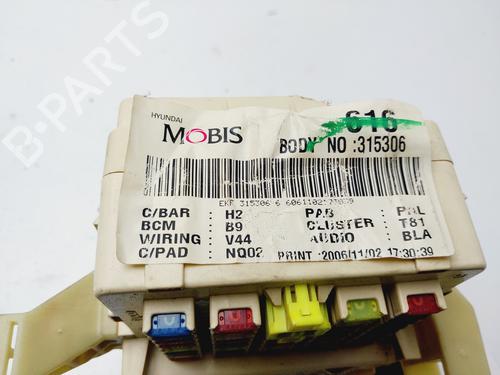 B-PARTS
HYUNDAI
MOBIS
616
BODY NO :315306
C/BAR : H2
BCM : B9
WIRING : V44
C/PAD : NQ02
PAB : PAL
CLUSTER : T81
AUDIO : BLA
PRINT :2006/11/02 17:30:39